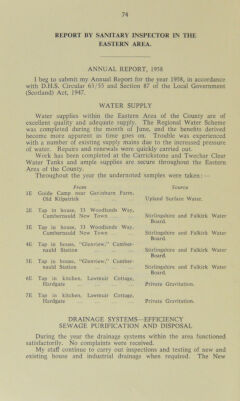 74
REPORT BY SANITARY INSPECTOR IN THE
EASTERN AREA.
ANNUAL REPORT, 1958
I beg to submit my Annual Report for the year 1958, in accordance
with D.H.S. Circular 63/55 and Section 87 of the Local Government
(Scotland) Act, 1947.
WATER SUPPLY
Water supplies within the Eastern Area of the County are of
excellent quality and adequate supply. The Regional Water Scheme
was completed during the month of June, and the benefits derived
become more apparent as time goes on. Trouble was experienced
with a number of existing supply mains due to the increased pressure
of water. Repairs and renewals were quickly carried out.
Work has been completed at the Carrickstone and Twechar Clear
Water Tanks and ample supplies are secure throughout the Eastern
Area of the County.
Throughout the year the undernoted samples were taken:—
From Source
1E Guide Camp near Farm,
Old Kilpatrick Upland Surface Water.
2E Tap in house, 33 Woodlands Way,
Cumbernauld New Town Stirlingshire and Falkirk Water
Board.
3E Tap in house, 33 Woodlands Way,
Cumbernauld New Town Stirlingshire and Falkirk Water
Board.
4E Tap in house, "Glenview," Cumber-
nauld Station Stirlingshire and Falkirk Water
Board.
5E Tap in house, "Glenview," Cumber-
nauld Station Stirlingshire and Falkirk Water
Board.
6E Tap in kitchen, Lawmuir Cottage,
Hardgate Private Gravitation.
7E Tap in kitchen, Lawmuir Cottage,
Hardgate Private Gravitation.
DRAINAGE SYSTEMS—EFFICIENCY
SEWAGE PURIFICATION AND DISPOSAL
During the year the drainage systems within the area functioned
satisfactorily. No complaints were received.
My staff continue to carry out inspections and testing of new and
existing house and industrial drainage when required. The New